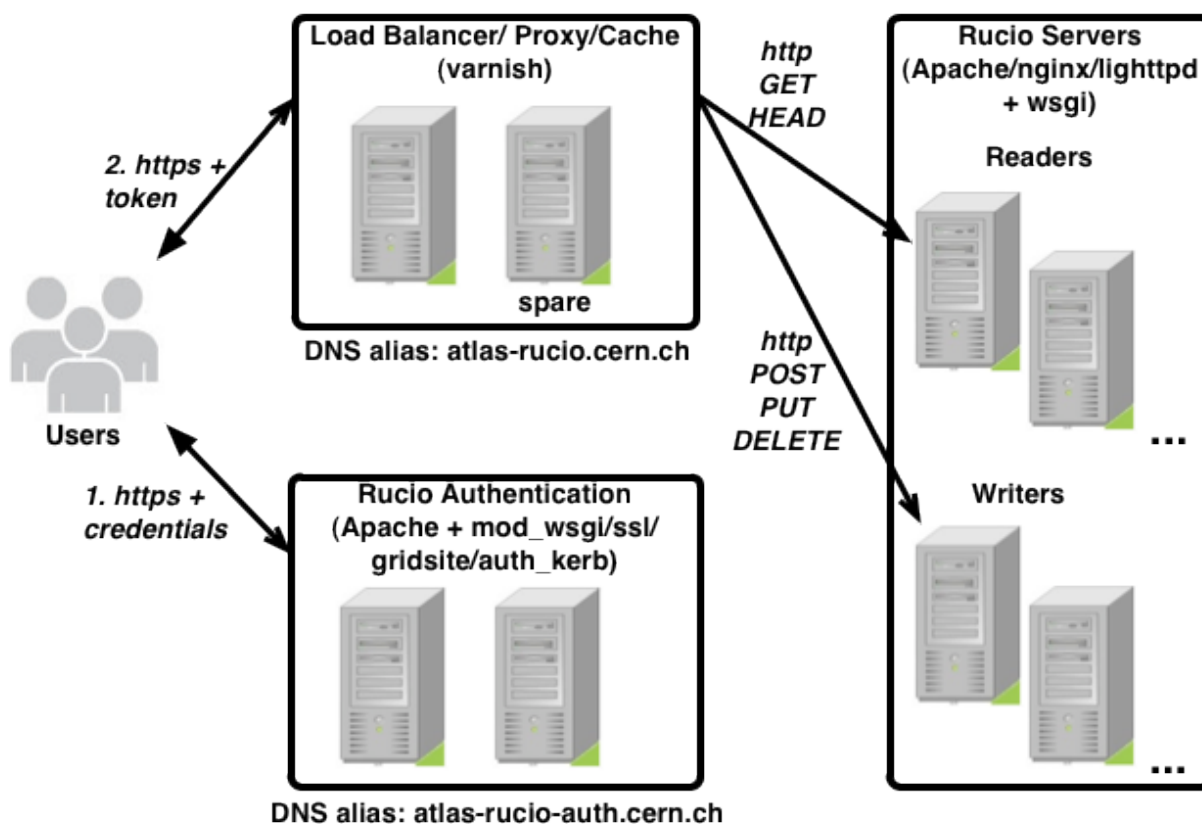 Load Balancer/ Proxy/Cache
(varnish)
spare
DNS alias: atlas-rucio.cern.ch
2. https +
token
Users
1. https +
credentials
Rucio Authentication
(Apache + mod_wsgi/ssl/
gridsite/auth_kerb)
DNS alias: atlas-rucio-auth.cern.ch
http
GET
HEAD
http
POST
PUT
DELETE
Rucio Servers
(Apache/nginx/lighttpd
+ wsgi)
Readers
...
Writers
...